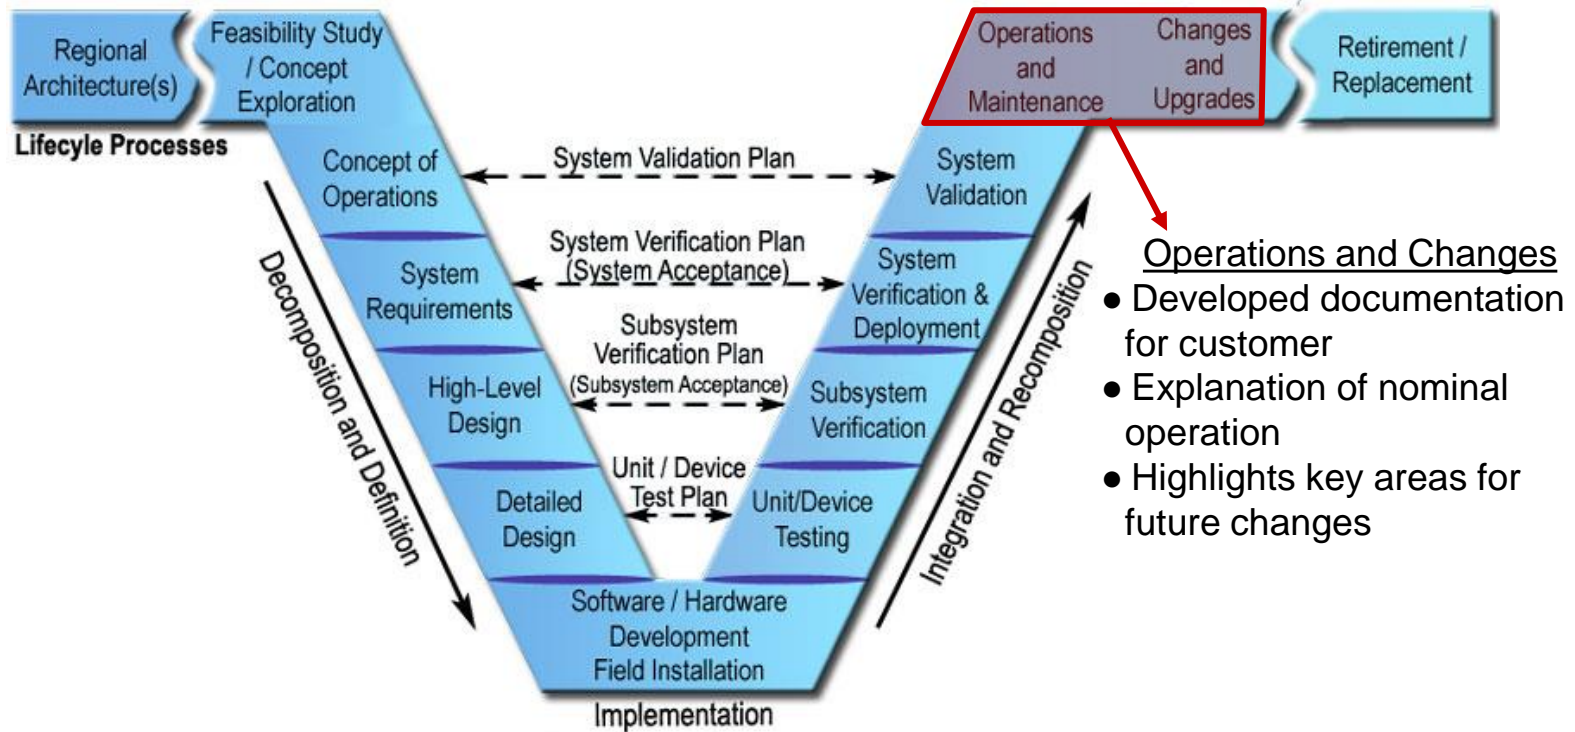 Regional
Architecture(s)
Feasibility Study
/ Concept
Exploration
Operations
and
Maintenance
Changes
and
Upgrades
Retirement /
Replacement
Lifecyle Processes
Concept of
Operations
System Validation Plan
System
Validation
System Requirements
System Verification Plan
(System Acceptance)
System
Verification &
Deployment
High-Level
Design
Subsystem
Verification Plan
(Subsystem Acceptance)
Subsystem
Verification
Detailed
Design
Unit / Device
Test Plan
Unit/Device
Testing
Software / Hardware
Development
Field Installation
Implementation
Decomposition and Definition
Integration and Recomposition
Operations and Changes
● Developed documentation
for customer
● Explanation of nominal
operation
● Highlights key areas for
future changes